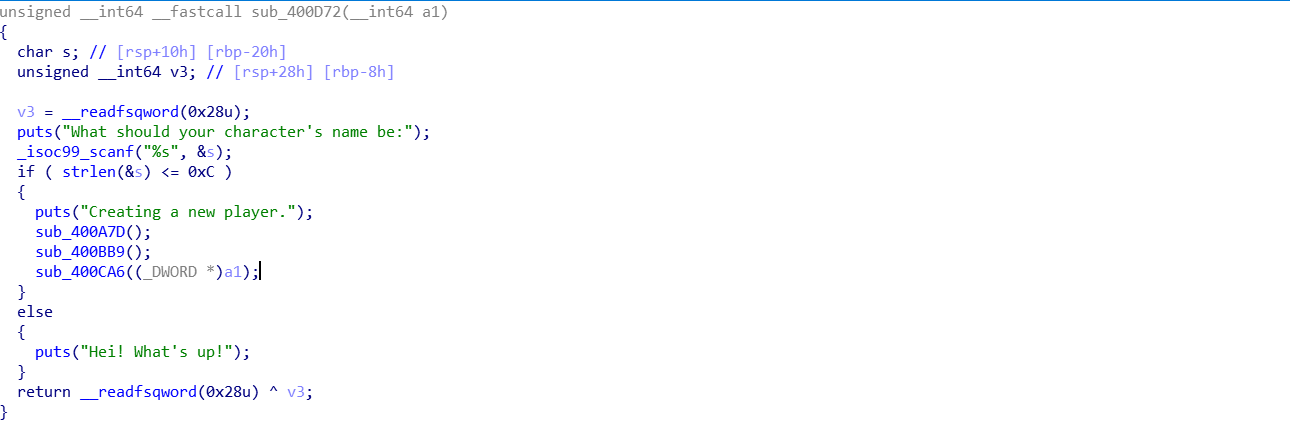 unsigned __int64 __fastcall sub_400D72(__int64 a1)
{
  char s; // [rsp+10h] [rbp-20h]
  unsigned __int64 v3; // [rsp+28h] [rbp-8h]

  v3 = __readfsqword(0x28u);
  puts("What should your character's name be:");
  _isoc99_scanf("%s", &s);
  if ( strlen(&s) <= 0xC )
  {
    puts("Creating a new player.");
    sub_400A7D();
    sub_400BB9();
    sub_400CA6((_DWORD *)a1);
  }
  else
  {
    puts("Hei! What's up!");
  }
  return __readfsqword(0x28u) ^ v3;
}